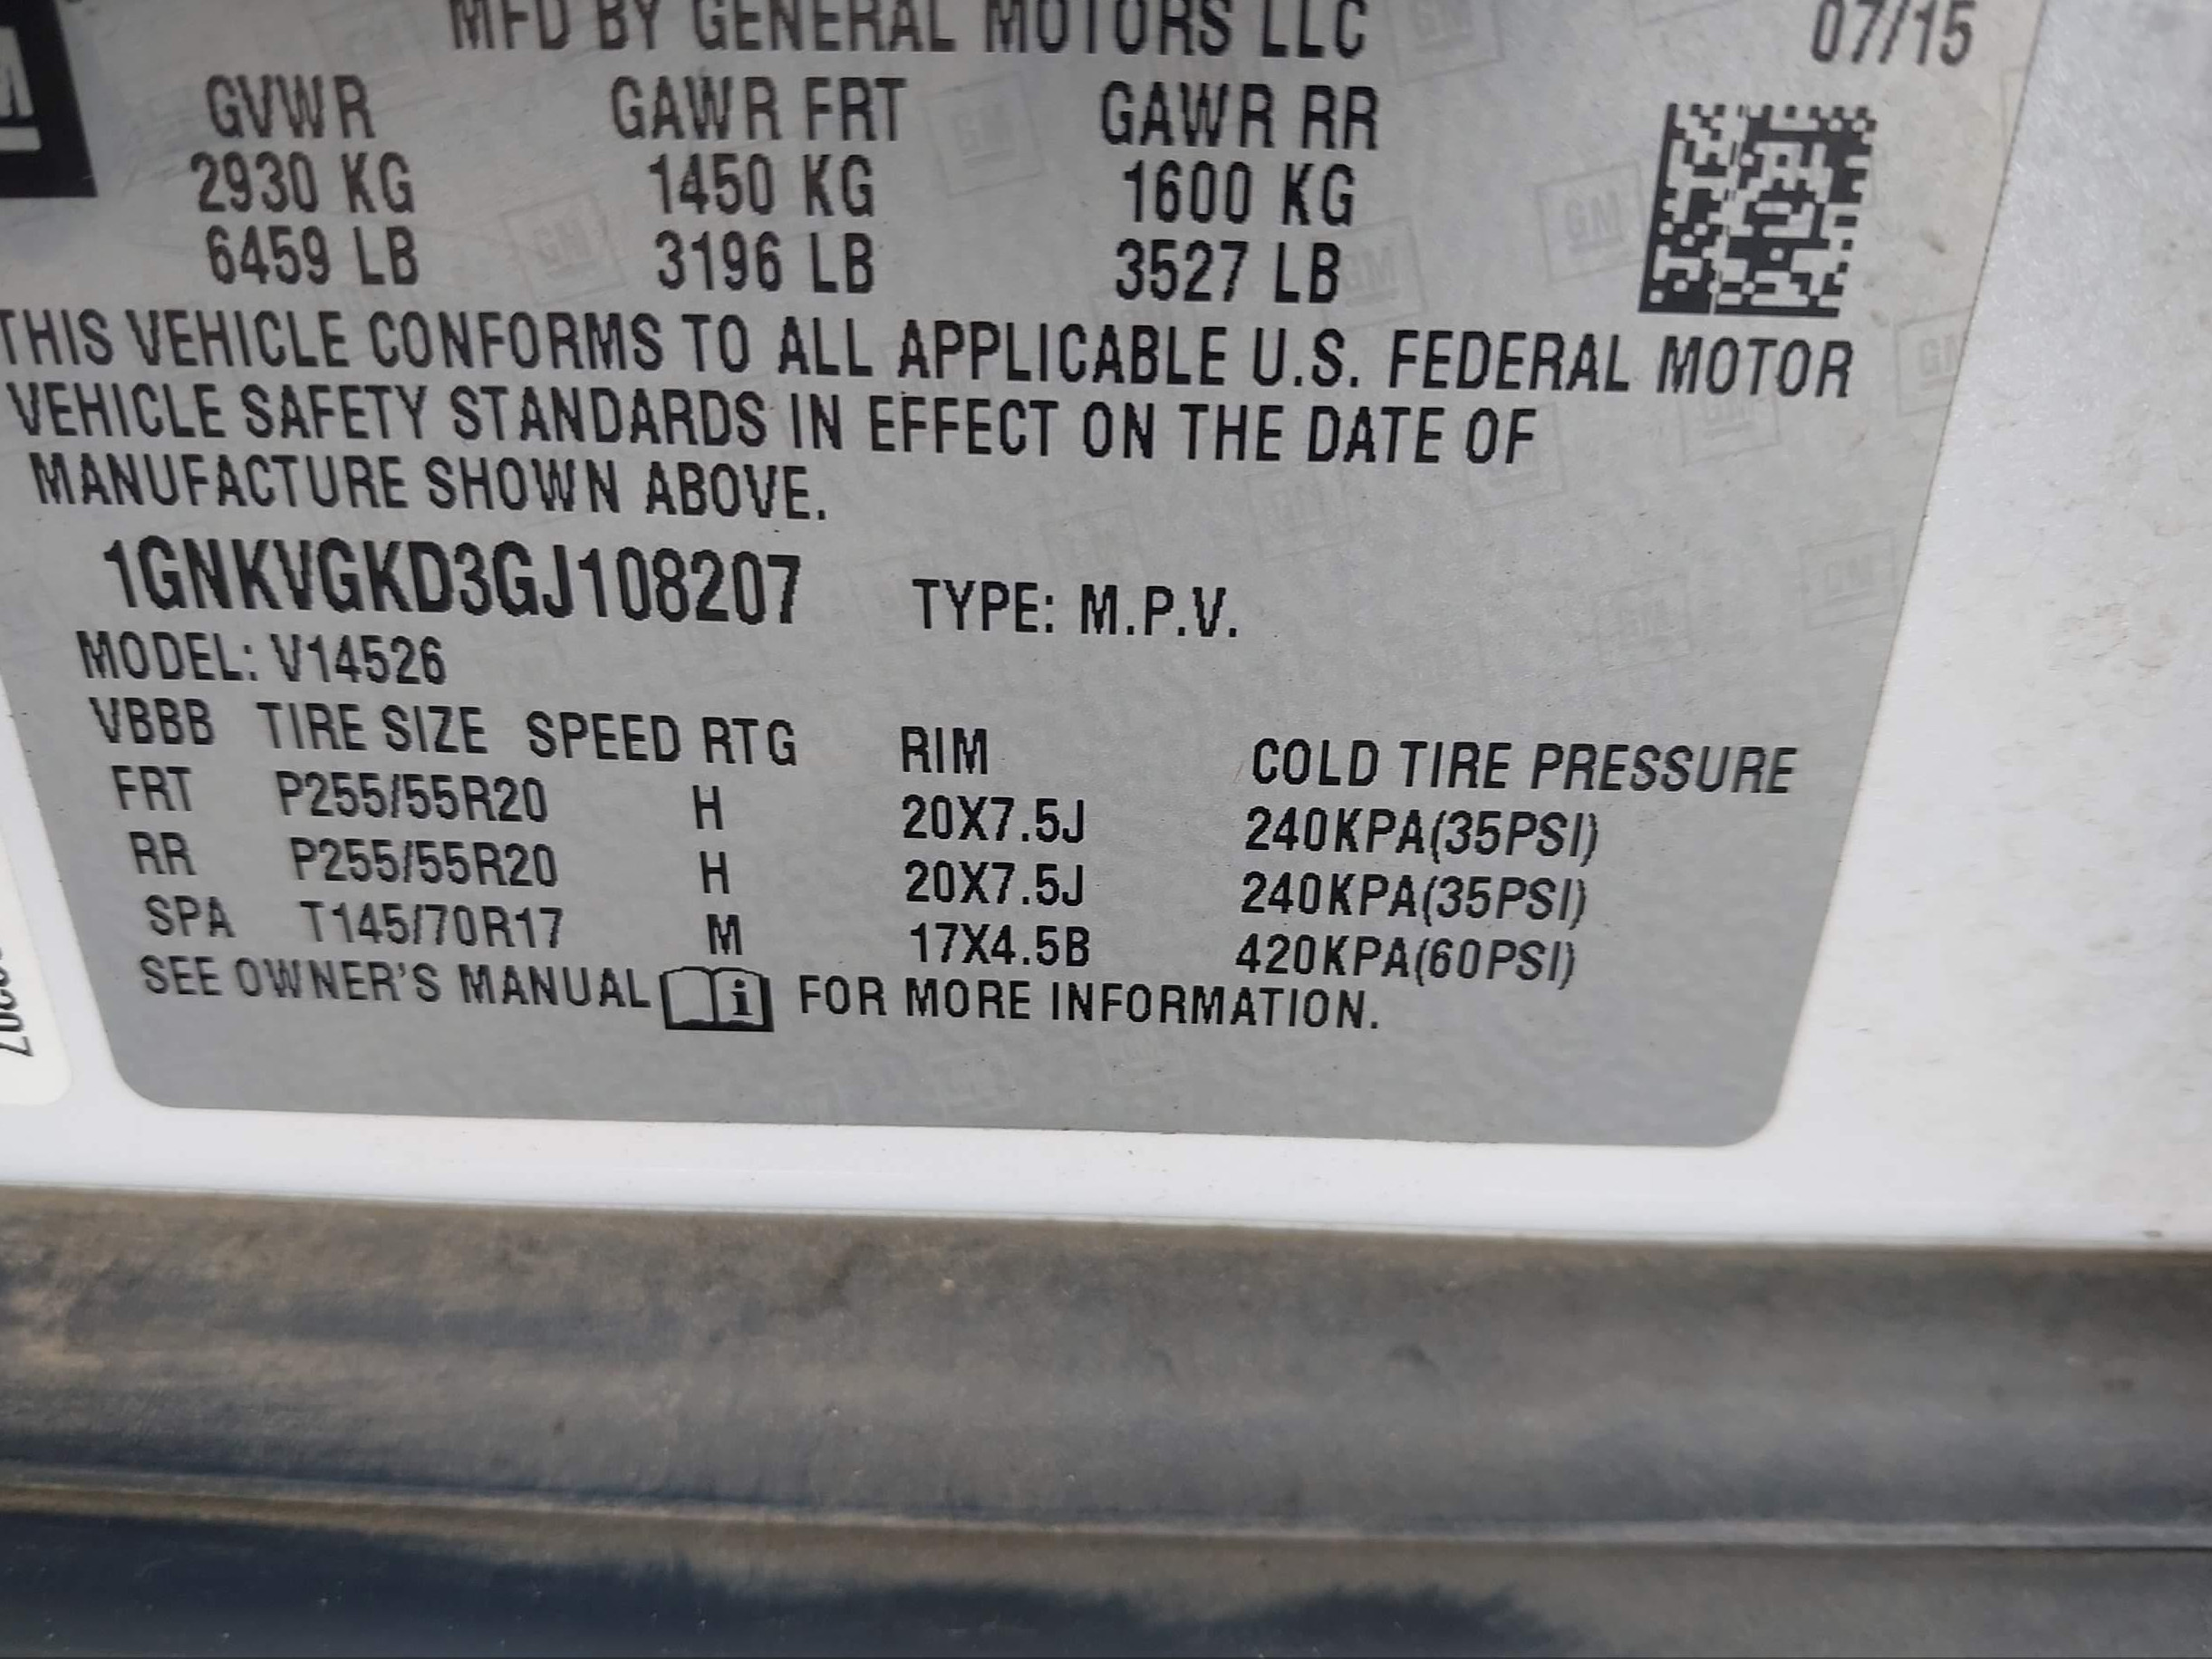 MFD BY GENERAL MOTORS LLC 07/15
GVWR GAWR FRT GAWR RR
2930 KG 1450 KG 1600 KG
6459 LB 3196 LB 3527 LB
THIS VEHICLE CONFORMS TO ALL APPLICABLE U.S. FEDERAL MOTOR
VEHICLE SAFETY STANDARDS IN EFFECT ON THE DATE OF
MANUFACTURE SHOWN ABOVE.
1GNKVGKD3GJ108207 TYPE: M.P.V.
MODEL: V14526
VBBB TIRE SIZE SPEED RTG RIM COLD TIRE PRESSURE
FRT P255/55R20 H 20X7.5J 240KPA(35PSI)
RR P255/55R20 H 20X7.5J 240KPA(35PSI)
SPA T145/70R17 M 17X4.5B 420KPA(60PSI)
SEE OWNER'S MANUAL i FOR MORE INFORMATION.